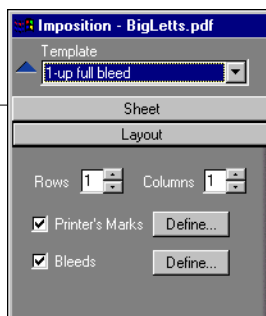 Imposition - BigLetts.pdf
Template
1-up full bleed
Sheet
Layout
Rows 1 Columns 1
Printer's Marks Define...
Bleeds Define...